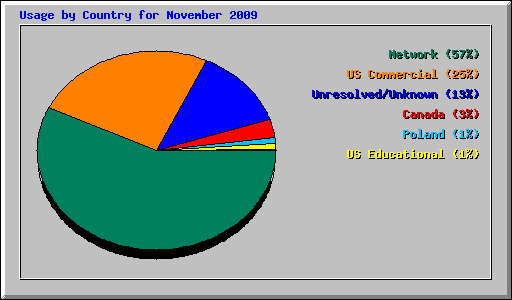 Usage by Country for November 2009
Network (57%)
US Commercial (25%)
Unresolved/Unknown (13%)
Canada (3%)
Poland (1%)
US Educational (1%)